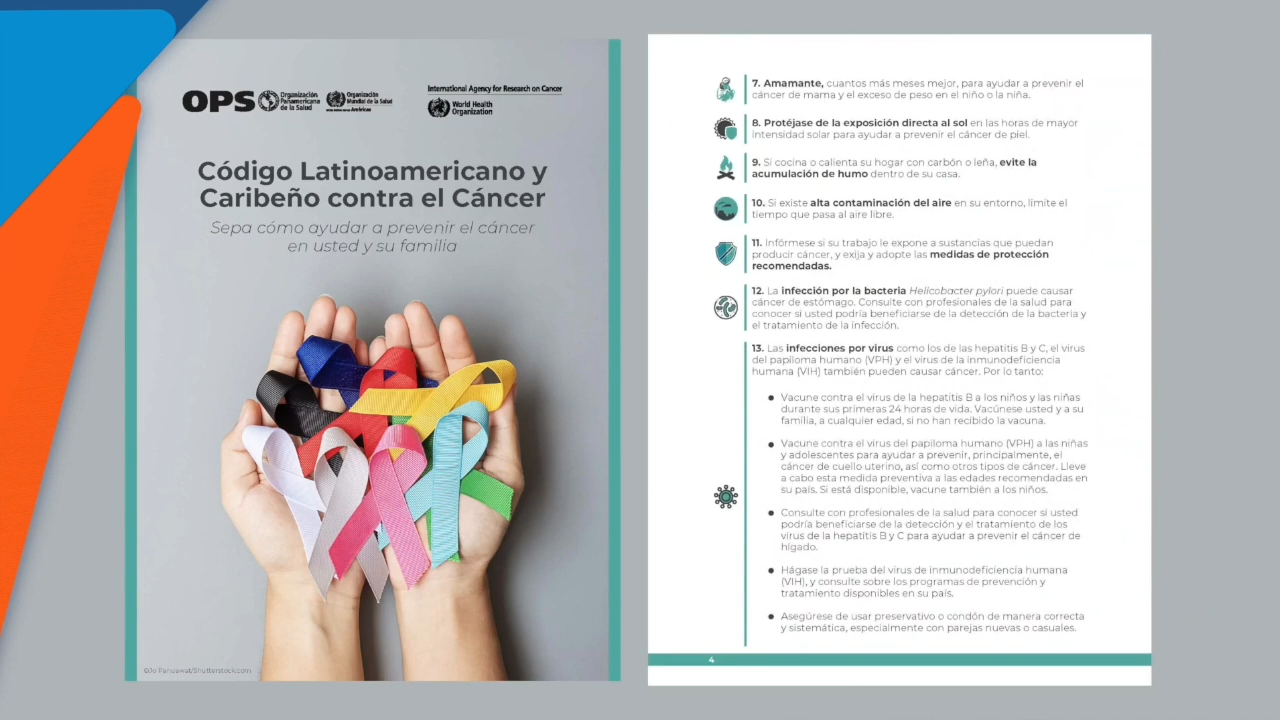 OPS
Organización
Panamericana
de la Salud
Organización
Mundial de la Salud
Américas
International Agency for Research on Cancer
World Health
Organization
Código Latinoamericano y
Caribeño contra el Cáncer
Sepa cómo ayudar a prevenir el cáncer
en usted y su familia
©Jo Panuwat/Shutterstock.com
7. Amamante, cuantos más meses mejor, para ayudar a prevenir el
cáncer de mama y el exceso de peso en el niño o la niña.
8. Protéjase de la exposición directa al sol en las horas de mayor
intensidad solar para ayudar a prevenir el cáncer de piel.
9. Si cocina o calienta su hogar con carbón o leña, evite la
acumulación de humo dentro de su casa.
10. Si existe alta contaminación del aire en su entorno, límite el
tiempo que pasa al aire libre.
11. Infórmese si su trabajo le expone a sustancias que puedan
producir cáncer, y exija y adopte las medidas de protección
recomendadas.
12. La infección por la bacteria Helicobacter pylori puede causar
cáncer de estómago. Consulte con profesionales de la salud para
conocer si usted podría beneficiarse de la detección de la bacteria y
el tratamiento de la infección.
13. Las infecciones por virus como los de las hepatitis B y C, el virus
del papiloma humano (VPH) y el virus de la inmunodeficiencia
humana (VIH) también pueden causar cáncer. Por lo tanto:
● Vacune contra el virus de la hepatitis B a los niños y las niñas
durante sus primeras 24 horas de vida. Vacúnese usted y a su
familia, a cualquier edad, si no han recibido la vacuna.
● Vacune contra el virus del papiloma humano (VPH) a las niñas
y adolescentes para ayudar a prevenir, principalmente, el
cáncer de cuello uterino, así como otros tipos de cáncer. Lleve
a cabo esta medida preventiva a las edades recomendadas en
su país. Si está disponible, vacune también a los niños.
● Consulte con profesionales de la salud para conocer si usted
podría beneficiarse de la detección y el tratamiento de los
virus de la hepatitis B y C para ayudar a prevenir el cáncer de
hígado.
● Hágase la prueba del virus de inmunodeficiencia humana
(VIH), y consulte sobre los programas de prevención y
tratamiento disponibles en su país.
● Asegúrese de usar preservativo o condón de manera correcta
y sistemática, especialmente con parejas nuevas o casuales.
4